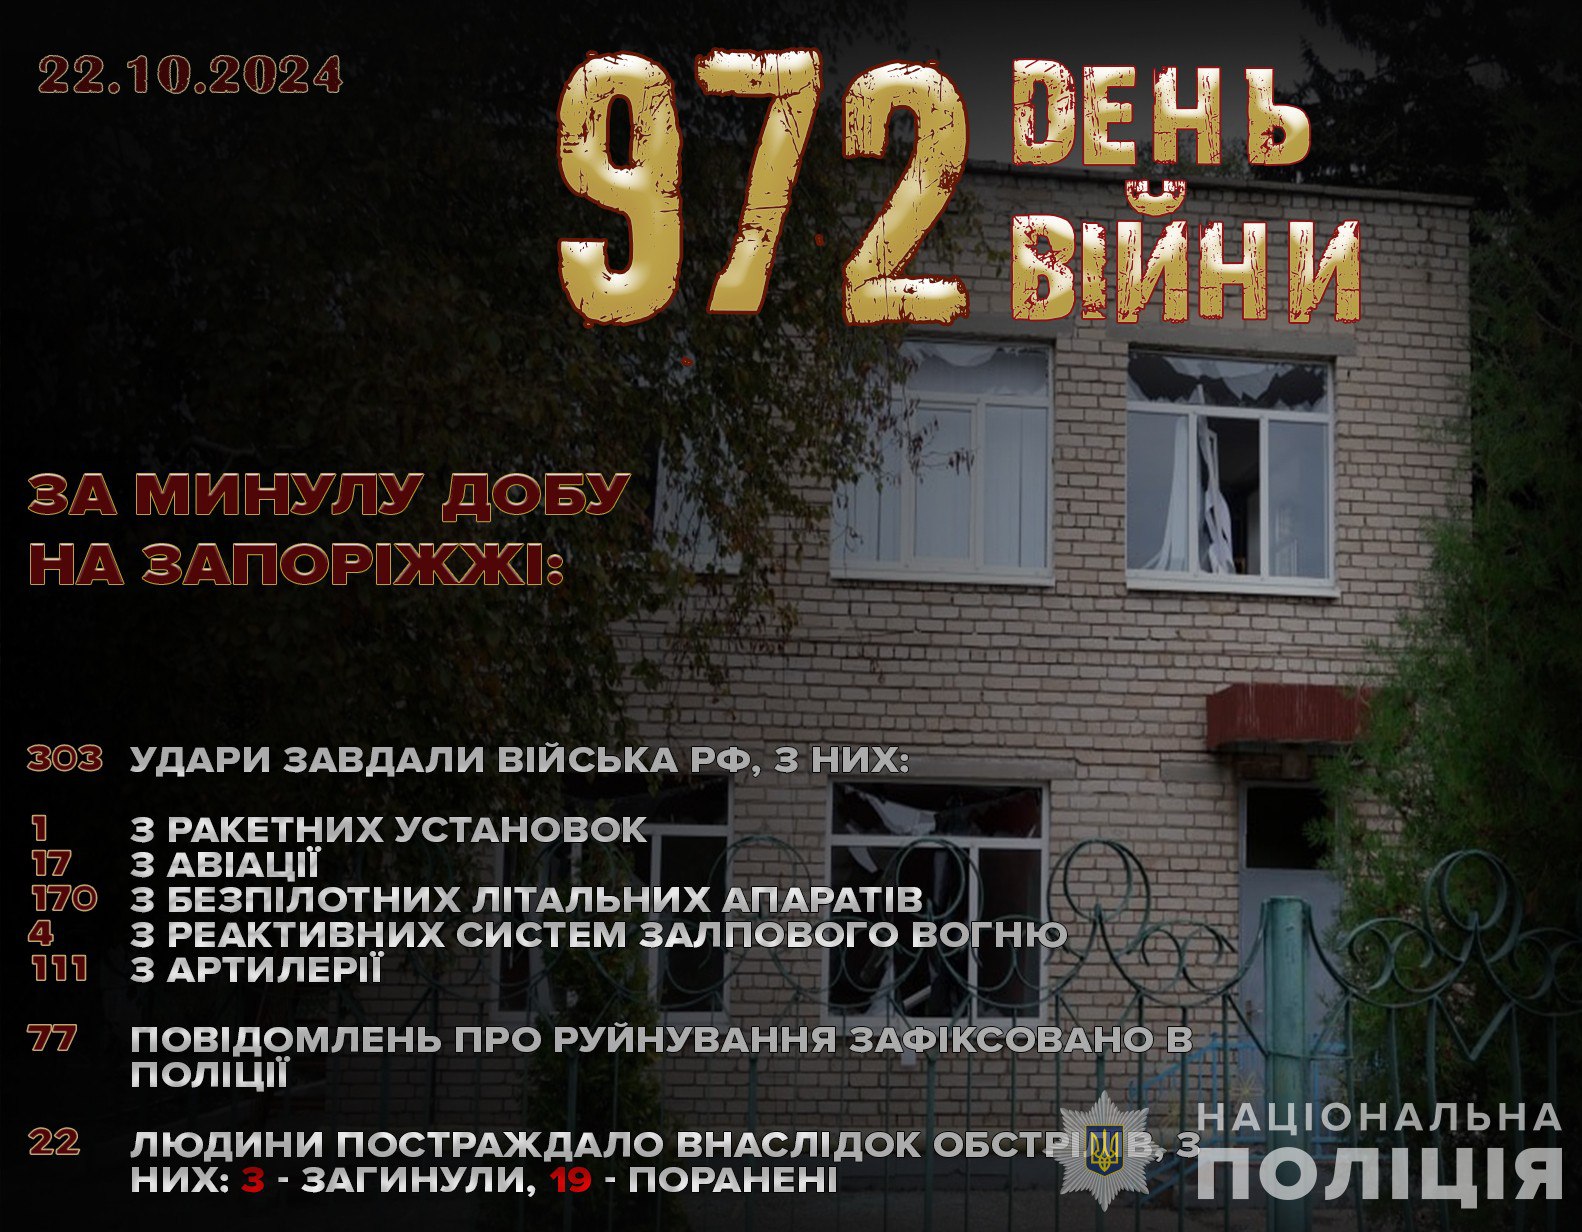 22.10.2024
972 ДЕНЬ
ВІЙНИ
ЗА МИНУЛУ ДОБУ
НА ЗАПОРІЖЖІ:
303 УДАРИ ЗАВДАЛИ ВІЙСЬКА РФ, З НИХ:
1 З РАКЕТНИХ УСТАНОВОК
17 З АВІАЦІЇ
170 З БЕЗПІЛОТНИХ ЛІТАЛЬНИХ АПАРАТІВ
4 З РЕАКТИВНИХ СИСТЕМ ЗАЛПОВОГО ВОГНЮ
111 З АРТИЛЕРІЇ
77 ПОВІДОМЛЕНЬ ПРО РУЙНУВАННЯ ЗАФІКСОВАНО В
ПОЛІЦІЇ
22 ЛЮДИНИ ПОСТРАЖДАЛО ВНАСЛІДОК ОБСТРІЛІВ, З
НИХ: 3 - ЗАГИНУЛИ, 19 - ПОРАНЕНІ
НАЦІОНАЛЬНА
ПОЛІЦІЯ